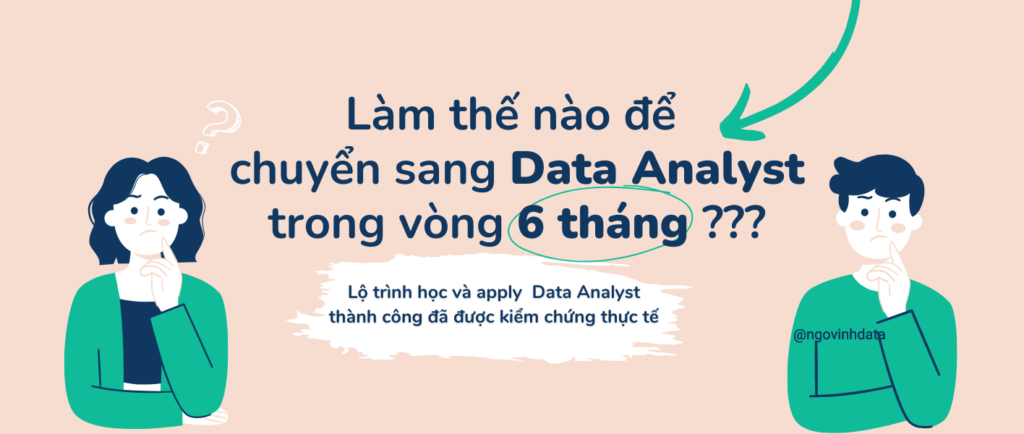 Làm thế nào để
chuyển sang Data Analyst
trong vòng 6 tháng ???
Lộ trình học và apply Data Analyst
thành công đã được kiểm chứng thực tế
@ngovinhdata